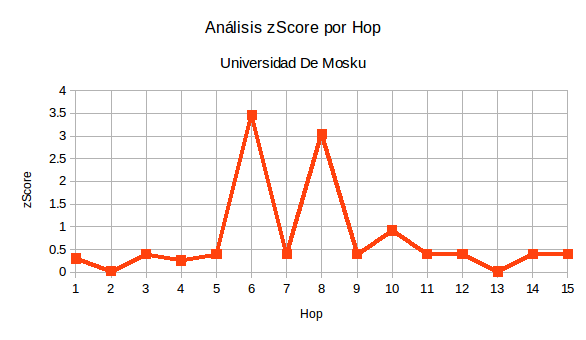 Análisis zScore por Hop
Universidad De Mosku
4
3.5
3
2.5
2
1.5
1
0.5
0
zScore
1 2 3 4 5 6 7 8 9 10 11 12 13 14 15
Hop